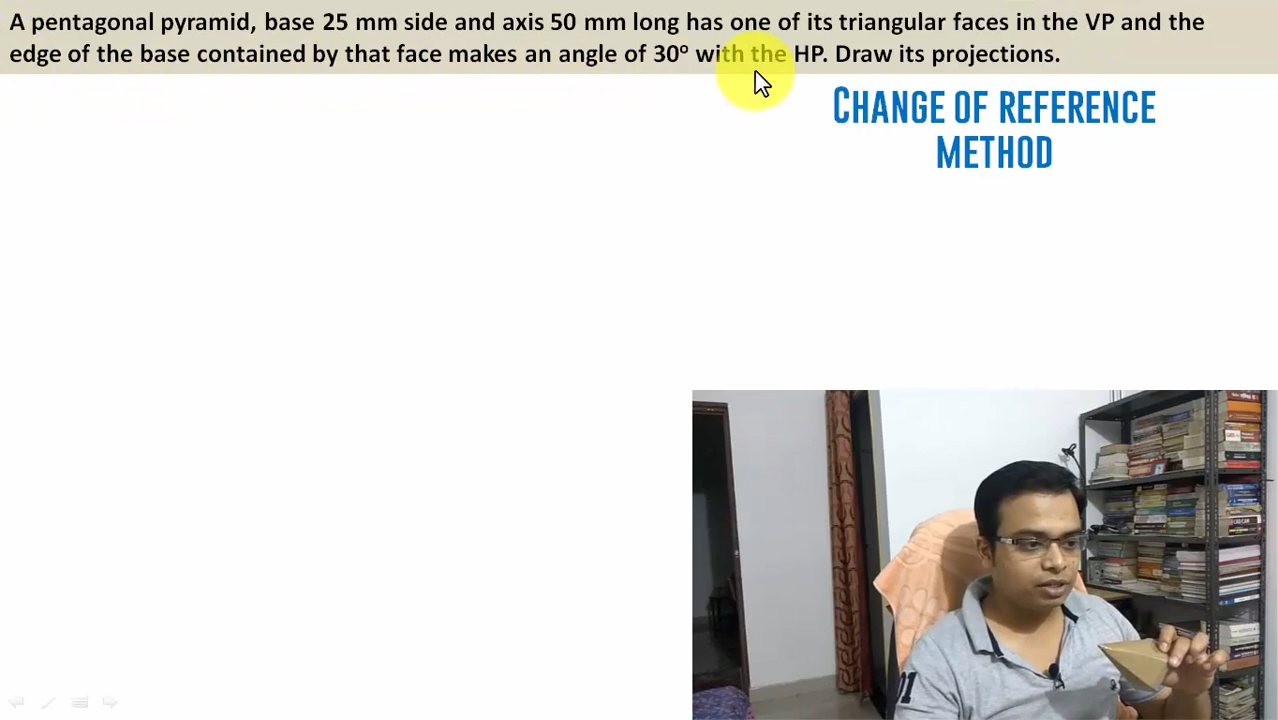 A pentagonal pyramid, base 25 mm side and axis 50 mm long has one of its triangular faces in the VP and the
edge of the base contained by that face makes an angle of 30º with the HP. Draw its projections.
CHANGE OF REFERENCE
METHOD